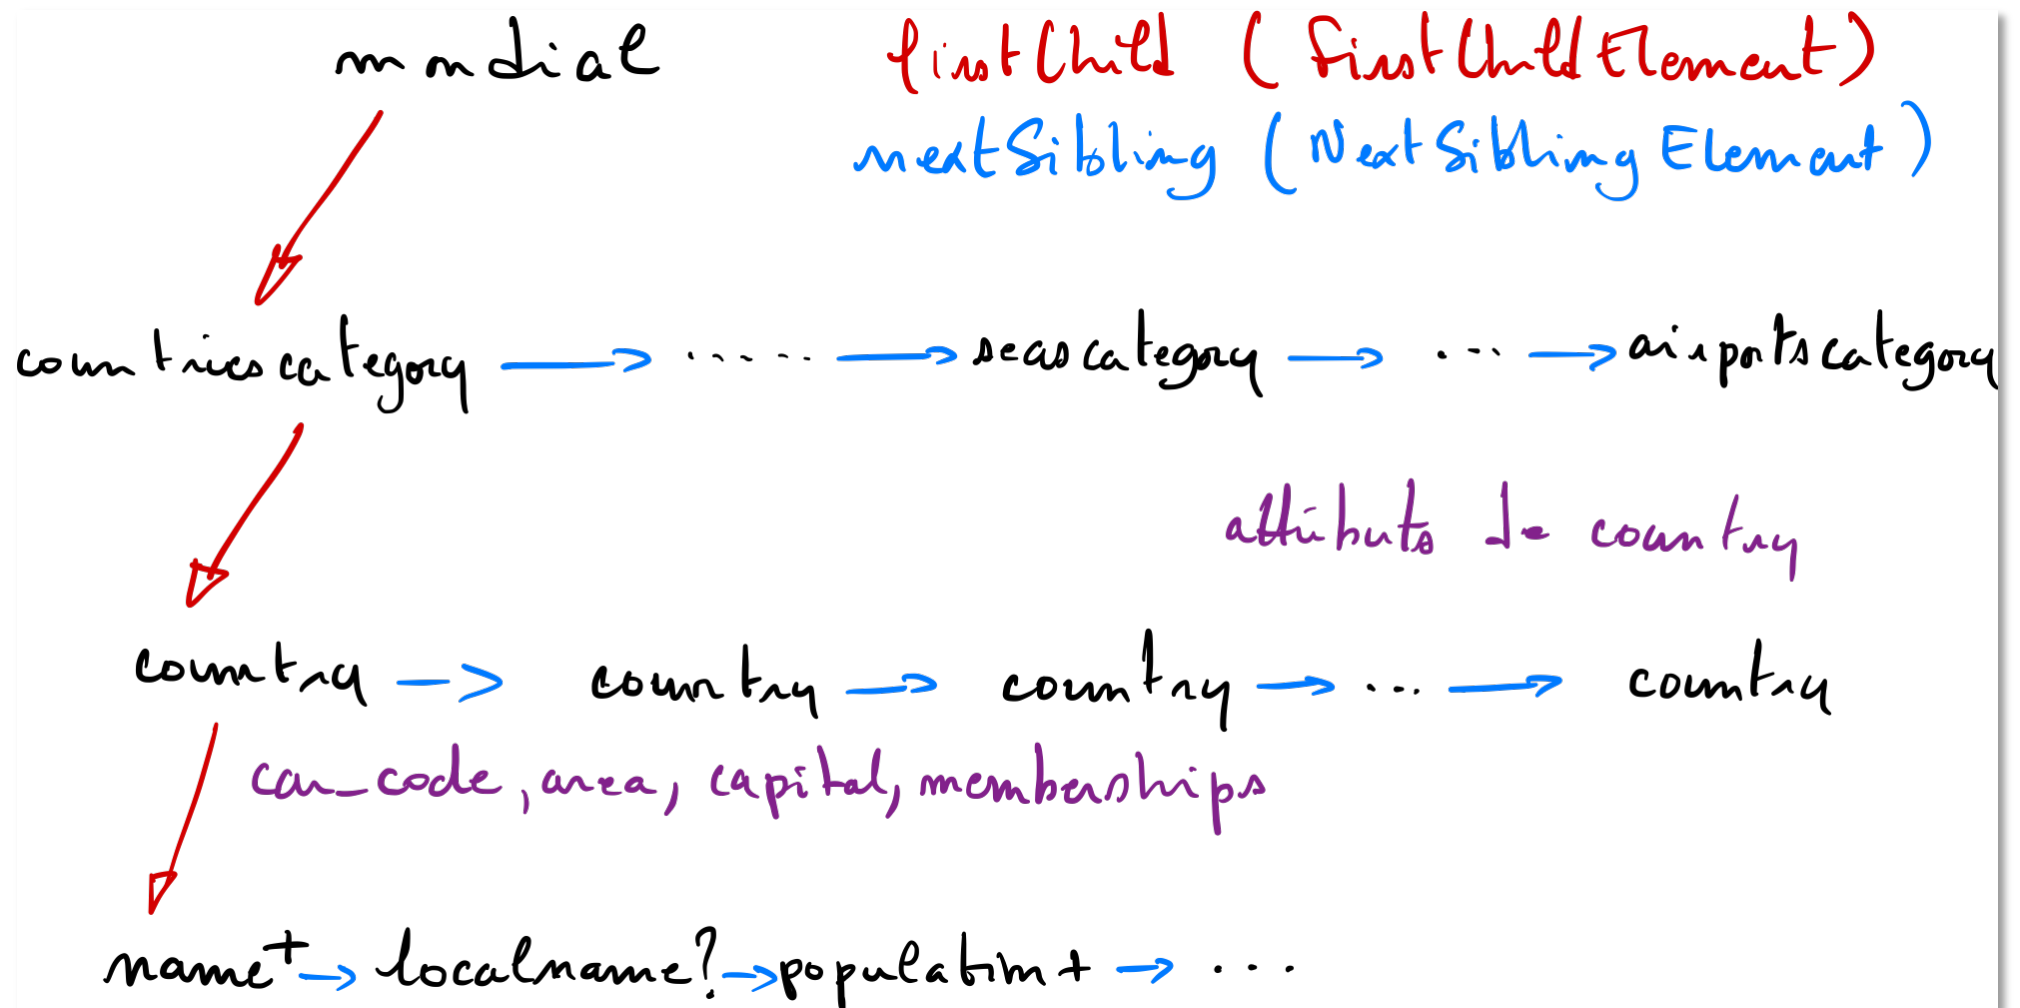 mondial firstChild (FirstChildElement)
nextSibling (NextSiblingElement)
countriescategory ..... seascategory ... airportscategory
attributs de country
country country country ... country
car_code, area, capital, memberships
name+ localname? population+ ...